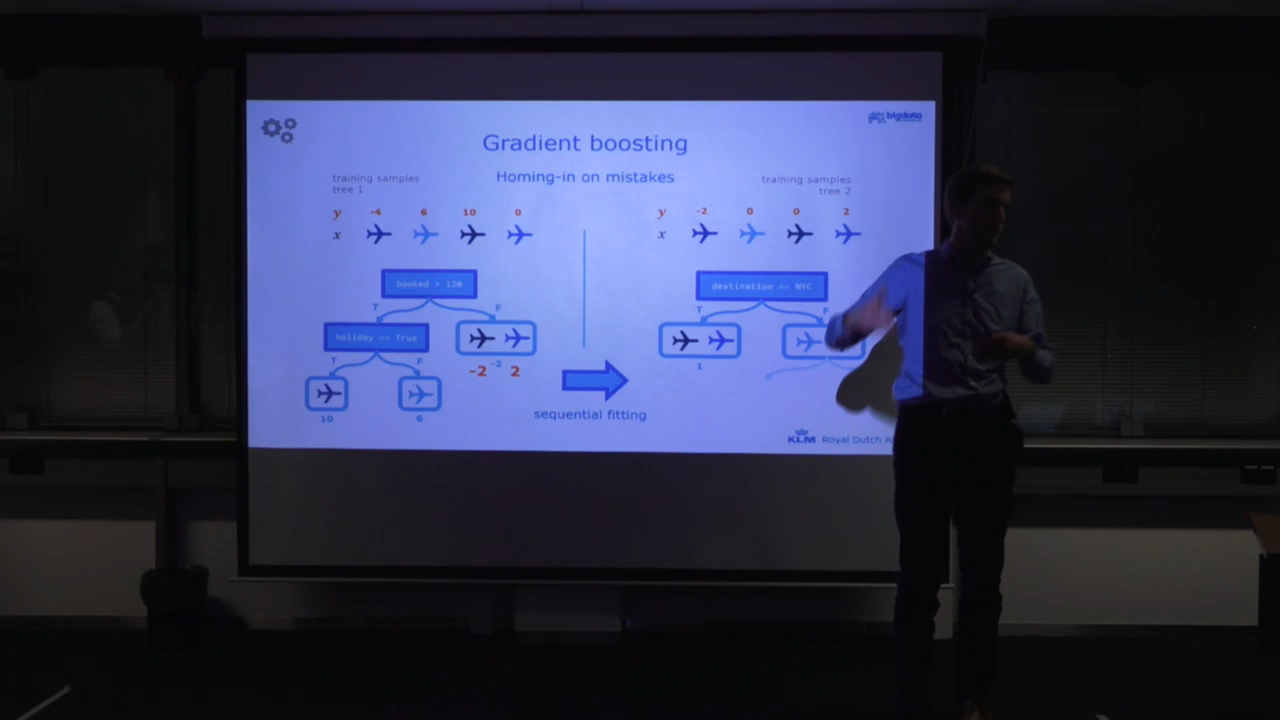 bigdata
Gradient boosting
Homing-in on mistakes
training samples
tree 1
y -4 6 10 0
x
booked > 120
T F
holiday == True
T F
-2 -2 2
10 6
training samples
tree 2
y -2 0 0 2
x
destination == NYC
T F
1
sequential fitting
KLM Royal Dutch